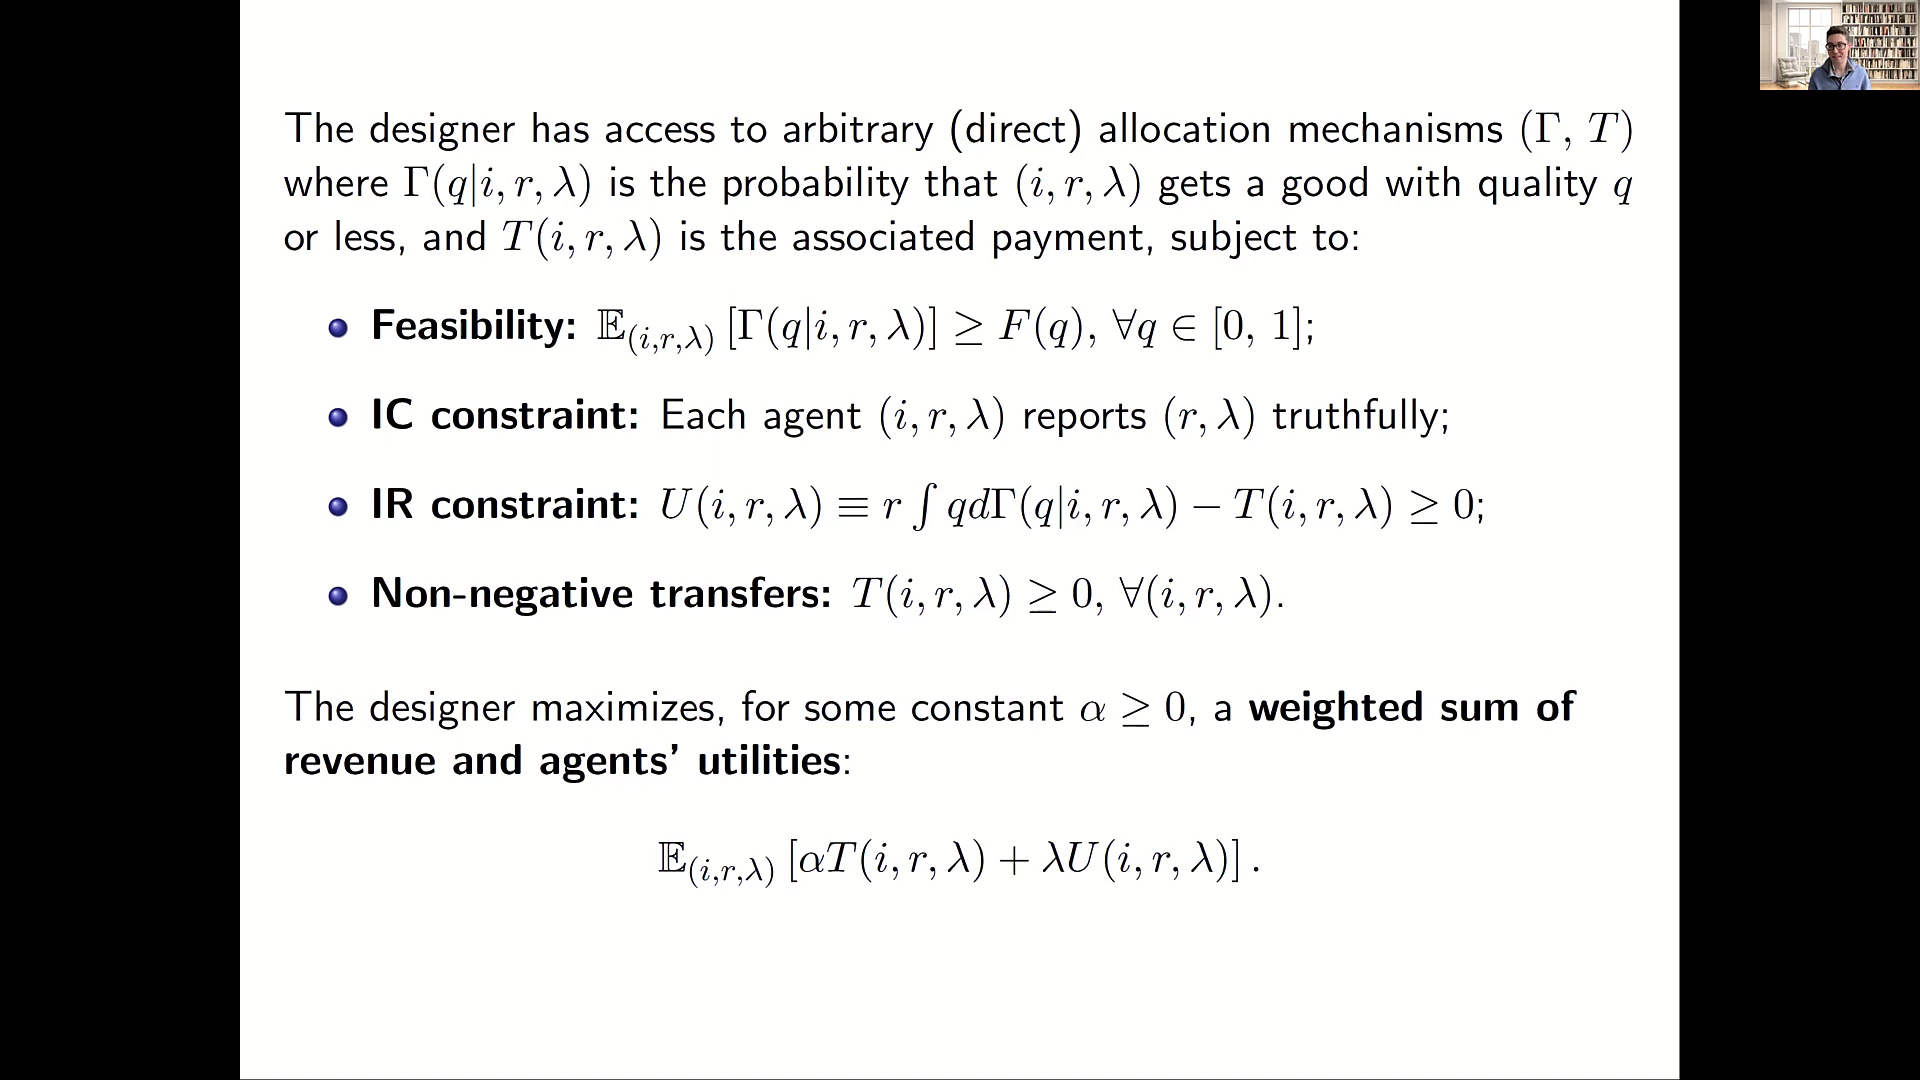 The designer has access to arbitrary (direct) allocation mechanisms (Γ, T)
where Γ(q|i, r, λ) is the probability that (i, r, λ) gets a good with quality q
or less, and T(i, r, λ) is the associated payment, subject to:
Feasibility: 𝔼(i,r,λ) [Γ(q|i, r, λ)] ≥ F(q), ∀q ∈ [0, 1];
IC constraint: Each agent (i, r, λ) reports (r, λ) truthfully;
IR constraint: U(i, r, λ) ≡ r ∫ qdΓ(q|i, r, λ) − T(i, r, λ) ≥ 0;
Non-negative transfers: T(i, r, λ) ≥ 0, ∀(i, r, λ).
The designer maximizes, for some constant α ≥ 0, a weighted sum of
revenue and agents' utilities:
𝔼(i,r,λ) [αT(i, r, λ) + λU(i, r, λ)] .